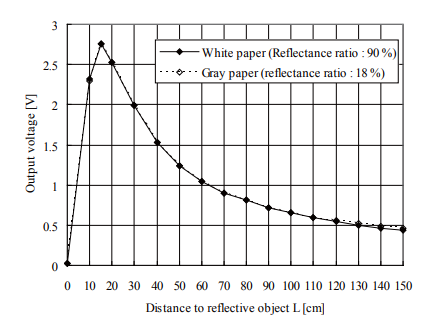 3
2.5
2
1.5
1
0.5
0
Output voltage [V]
White paper (Reflectance ratio : 90 %)
Gray paper (reflectance ratio : 18 %)
0 10 20 30 40 50 60 70 80 90 100 110 120 130 140 150
Distance to reflective object L [cm]